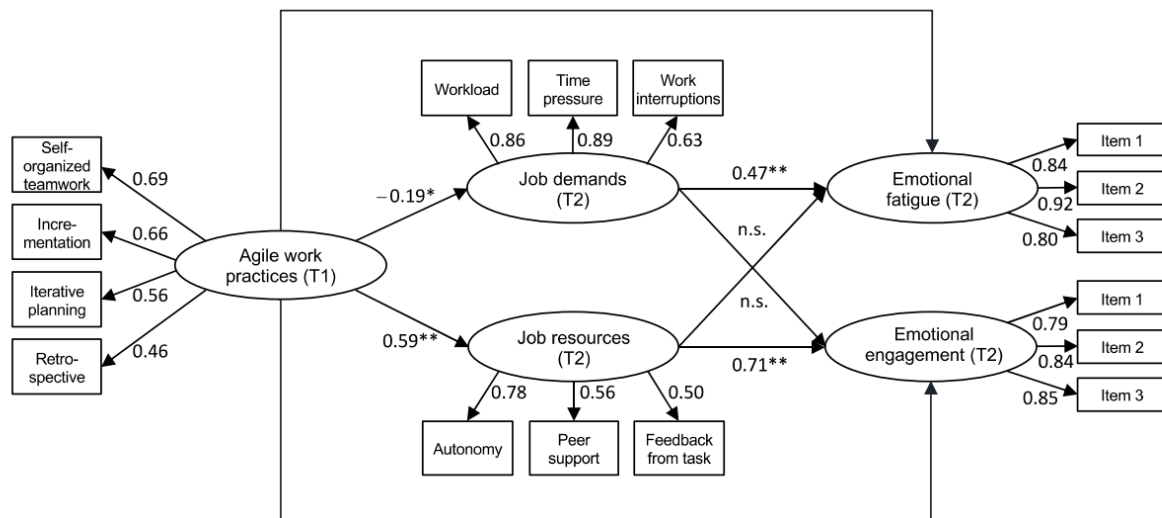 Workload
Time
pressure
Work
interruptions
0.86
0.89
0.63
Self-
organized
teamwork
0.69
Incre-
mentation
0.66
Iterative
planning
0.56
Retro-
spective
0.46
Agile work
practices (T1)
−0.19*
0.59**
Job demands
(T2)
Job resources
(T2)
0.78
0.56
0.50
Autonomy
Peer
support
Feedback
from task
0.47**
n.s.
n.s.
0.71**
Emotional
fatigue (T2)
0.84
0.92
0.80
Item 1
Item 2
Item 3
Emotional
engagement (T2)
0.79
0.84
0.85
Item 1
Item 2
Item 3